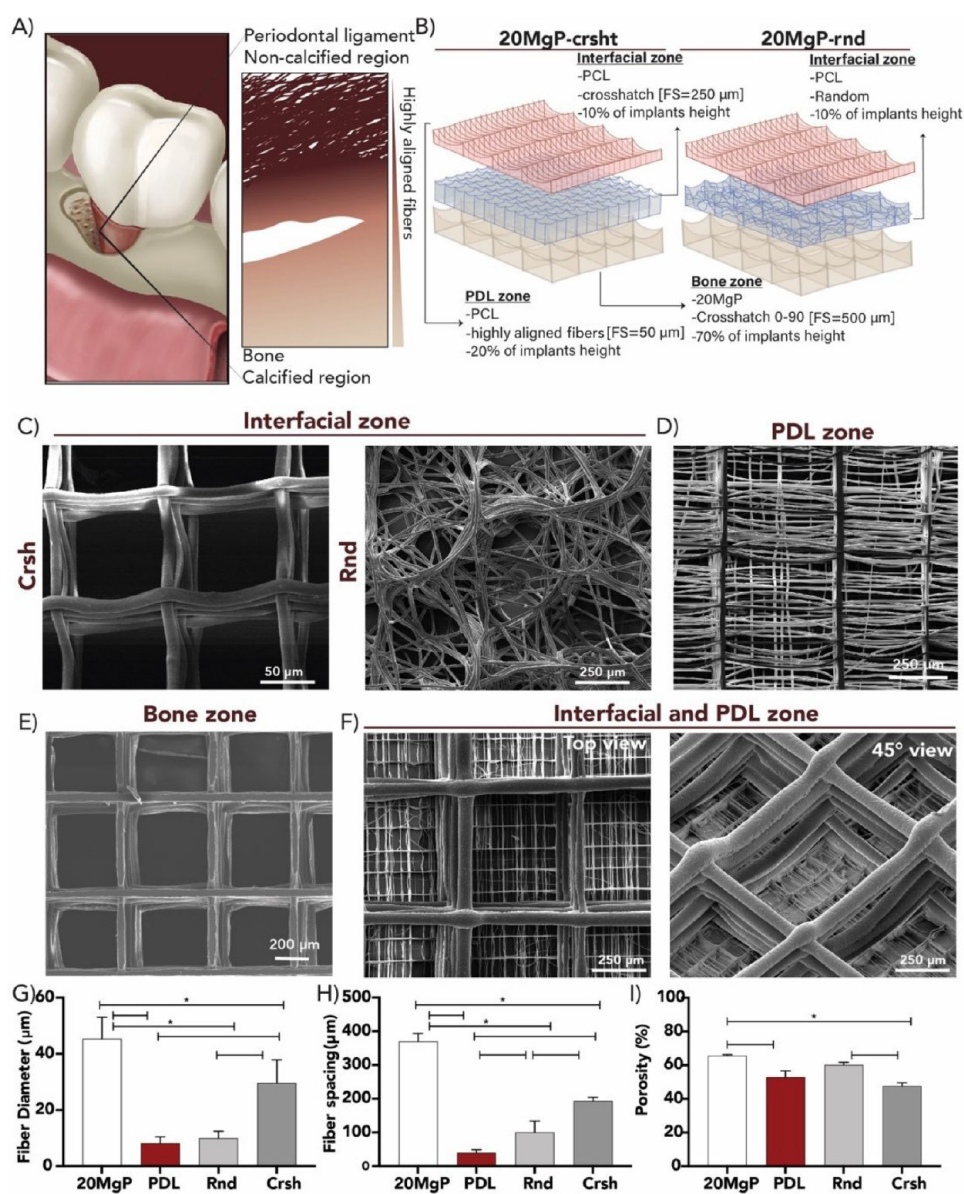 A)
Periodontal ligament
Non-calcified region
Highly aligned fibers
Bone
Calcified region
B)
20MgP-crsht
20MgP-rnd
Interfacial zone
-PCL
-crosshatch [FS=250 µm]
-10% of implants height
Interfacial zone
-PCL
-Random
-10% of implants height
PDL zone
-PCL
-highly aligned fibers [FS=50 µm]
-20% of implants height
Bone zone
-20MgP
-Crosshatch 0-90 [FS=500 µm]
-70% of implants height
C)
Interfacial zone
Crsh
50 µm
Rnd
250 µm
D)
PDL zone
250 µm
E)
Bone zone
200 µm
F)
Interfacial and PDL zone
Top view
250 µm
45° view
250 µm
G)
Fiber Diameter (µm)
60
40
20
0
*
*
20MgP PDL Rnd Crsh
H)
Fiber spacing(µm)
500
400
300
200
100
0
*
*
20MgP PDL Rnd Crsh
I)
Porosity (%)
100
80
60
40
20
0
*
20MgP PDL Rnd Crsh